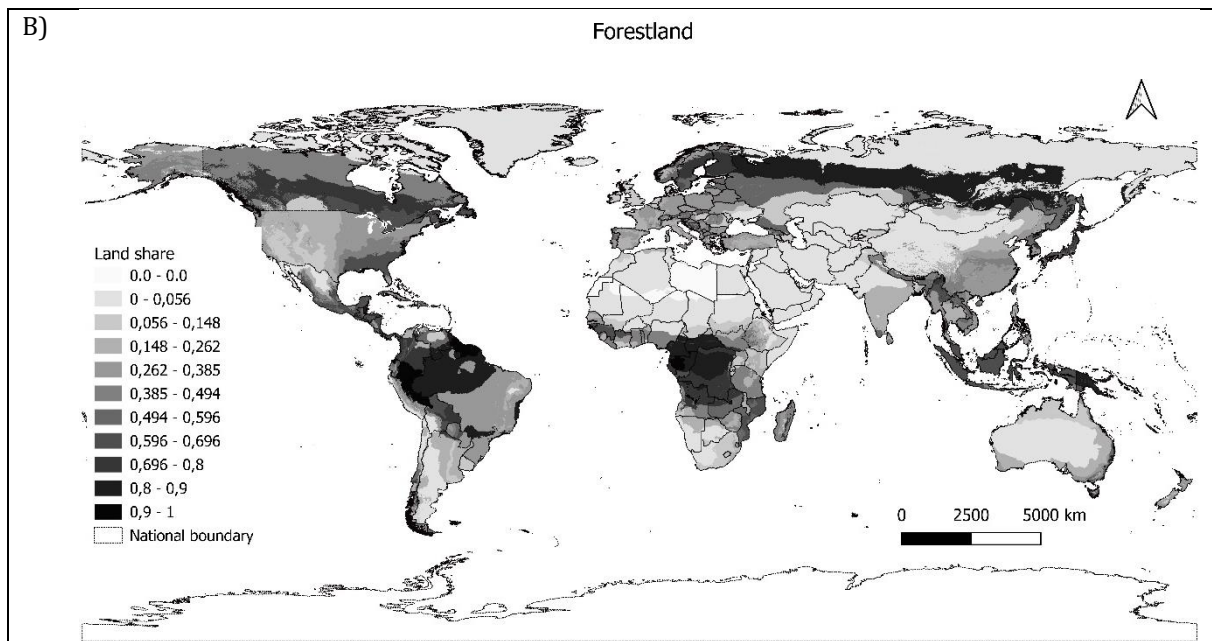 B)
Forestland
Land share
0.0 - 0.0
0 - 0,056
0,056 - 0,148
0,148 - 0,262
0,262 - 0,385
0,385 - 0,494
0,494 - 0,596
0,596 - 0,696
0,696 - 0,8
0,8 - 0,9
0,9 - 1
National boundary
0 2500 5000 km